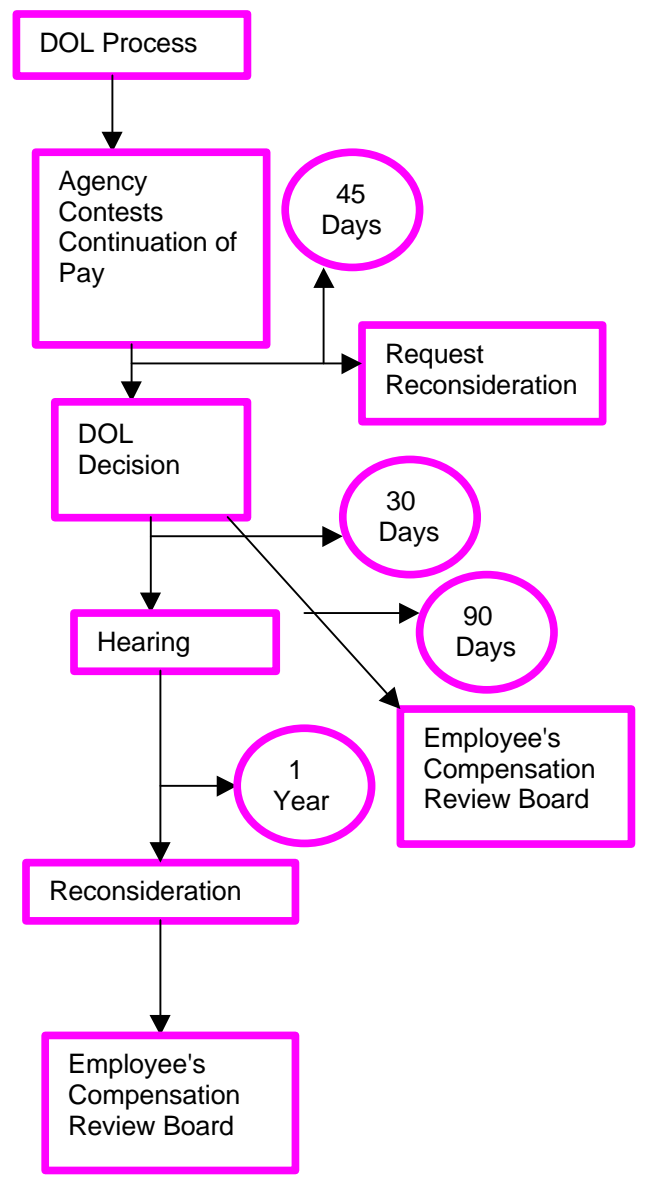 DOL Process
Agency
Contests
Continuation of
Pay
45
Days
Request
Reconsideration
DOL
Decision
30
Days
Hearing
90
Days
Employee's
Compensation
Review Board
1
Year
Reconsideration
Employee's
Compensation
Review Board